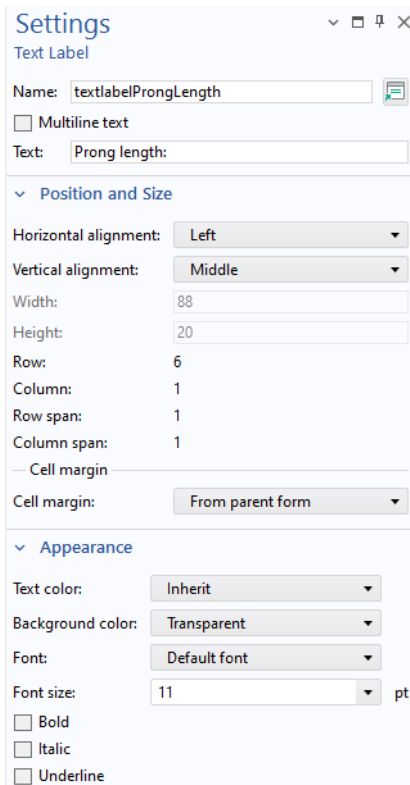 Settings
Text Label
Name: textlabelProngLength
Multiline text
Text: Prong length:
Position and Size
Horizontal alignment: Left
Vertical alignment: Middle
Width: 88
Height: 20
Row: 6
Column: 1
Row span: 1
Column span: 1
Cell margin
Cell margin: From parent form
Appearance
Text color: Inherit
Background color: Transparent
Font: Default font
Font size: 11 pt
Bold
Italic
Underline